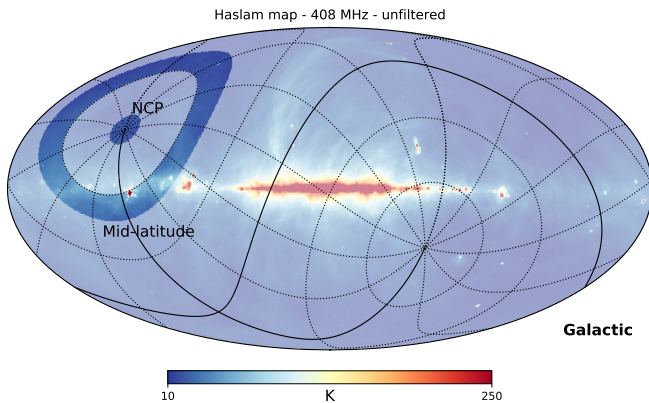 Haslam map - 408 MHz - unfiltered
NCP
Mid-latitude
Galactic
10 K 250